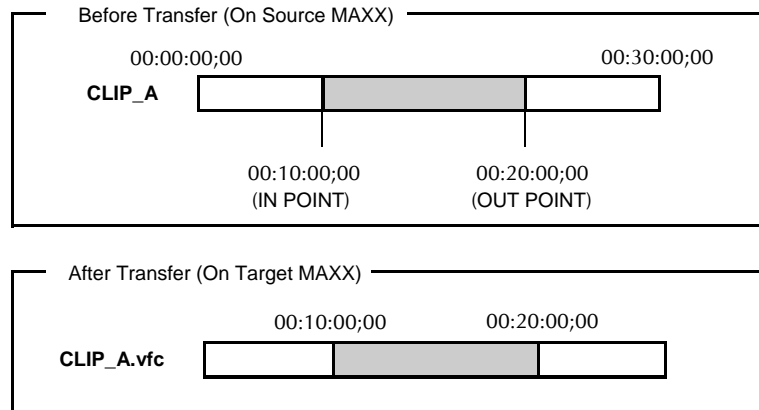 Before Transfer (On Source MAXX)
00:00:00;00 00:30:00;00
CLIP_A
00:10:00;00 00:20:00;00
(IN POINT) (OUT POINT)
After Transfer (On Target MAXX)
00:10:00;00 00:20:00;00
CLIP_A.vfc